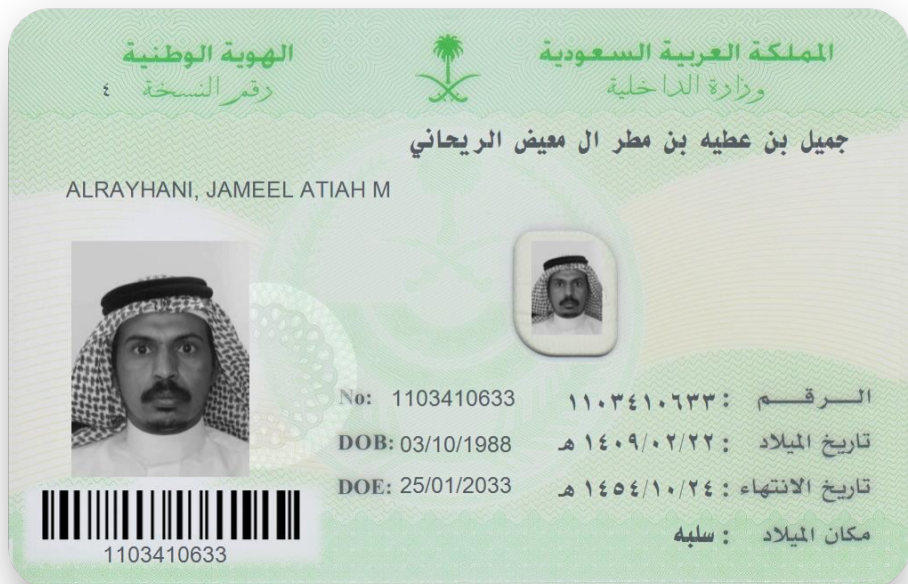 المملكة العربية السعودية
وزارة الداخلية
الهوية الوطنية
رقم النسخة ٤
جميل بن عطيه بن مطر ال معيض الريحاني
ALRAYHANI, JAMEEL ATIAH M
الـــرقـــم : ١١٠٣٤١٠٦٣٣ No: 1103410633
تاريخ الميلاد : ١٤٠٩/٠٢/٢٢ هـ DOB: 03/10/1988
تاريخ الانتهاء : ١٤٥٤/١٠/٢٤ هـ DOE: 25/01/2033
مكان الميلاد : سلبه
1103410633